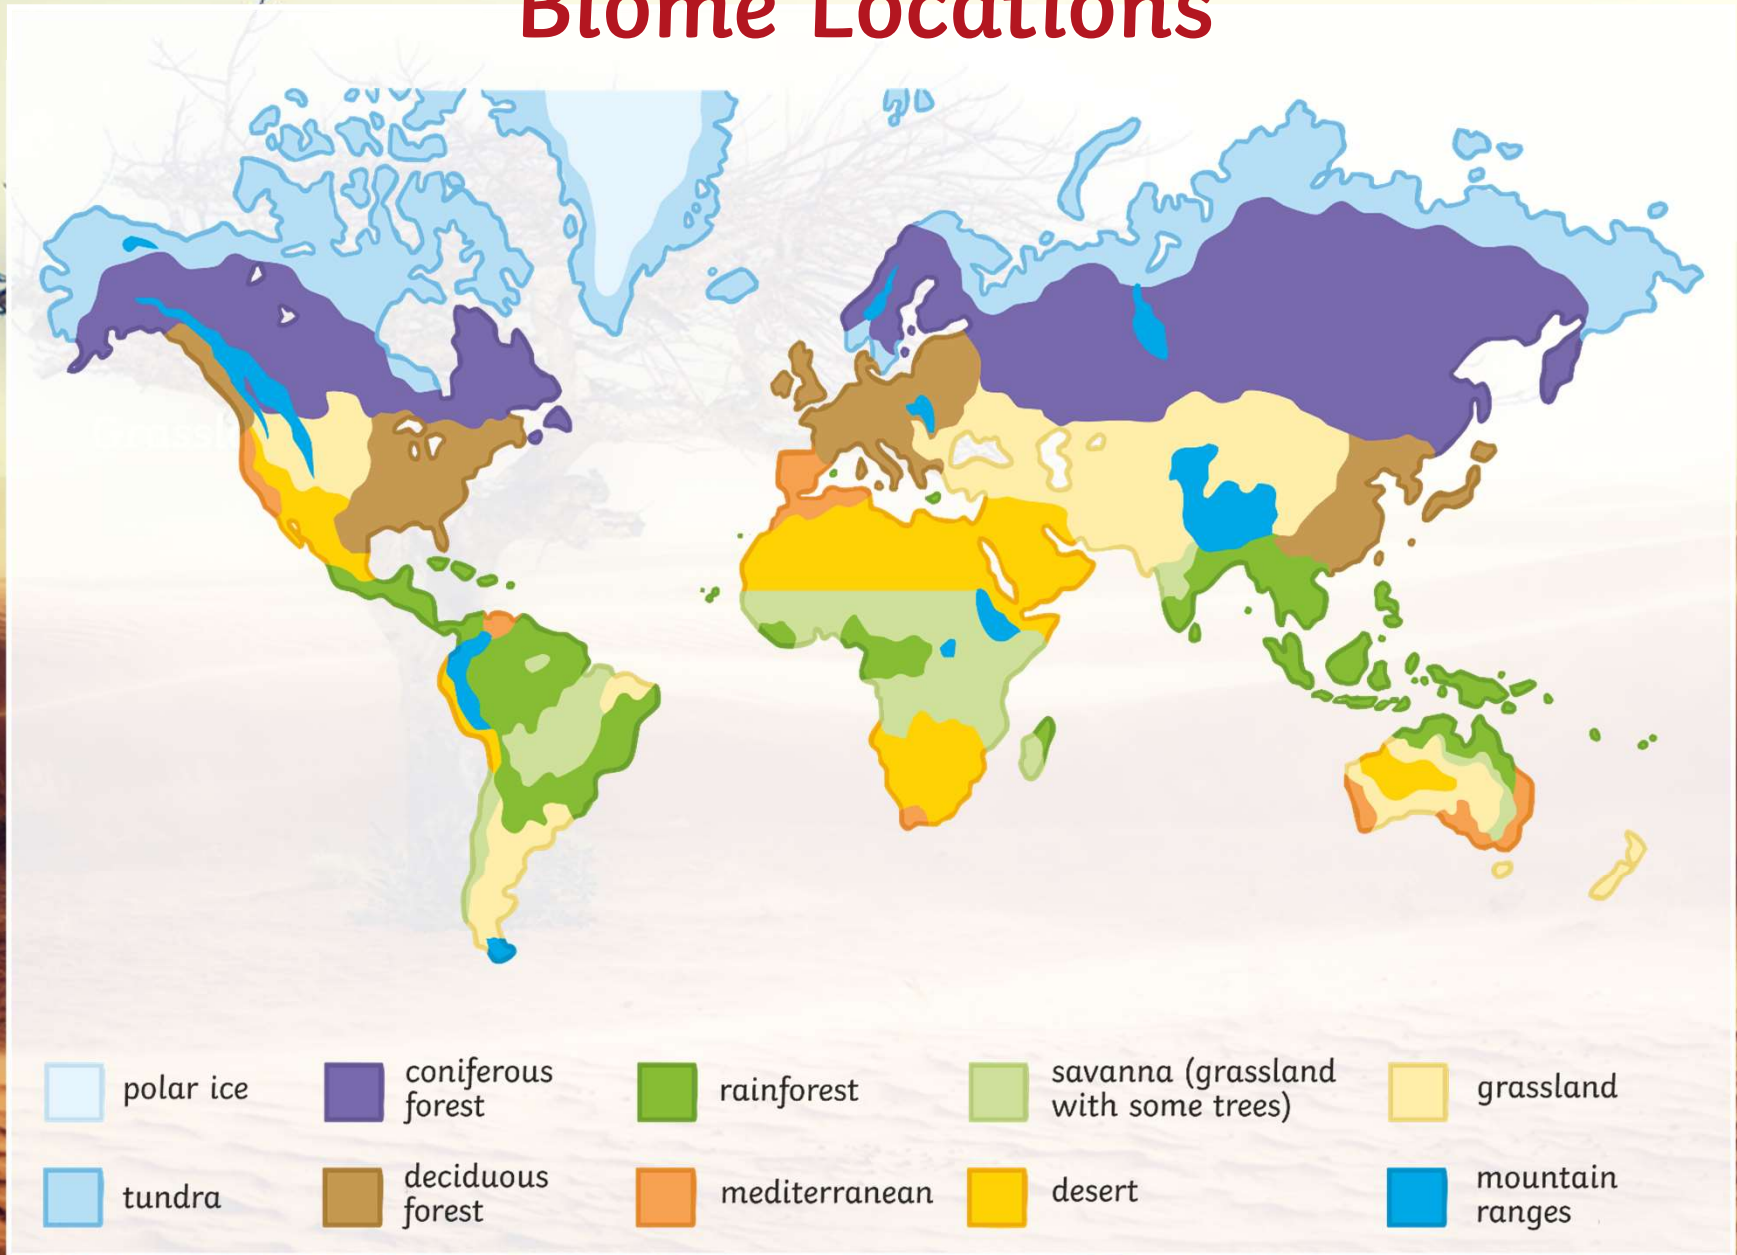 Biome Locations
polar ice
coniferous
forest
rainforest
savanna (grassland
with some trees)
grassland
tundra
deciduous
forest
mediterranean
desert
mountain
ranges